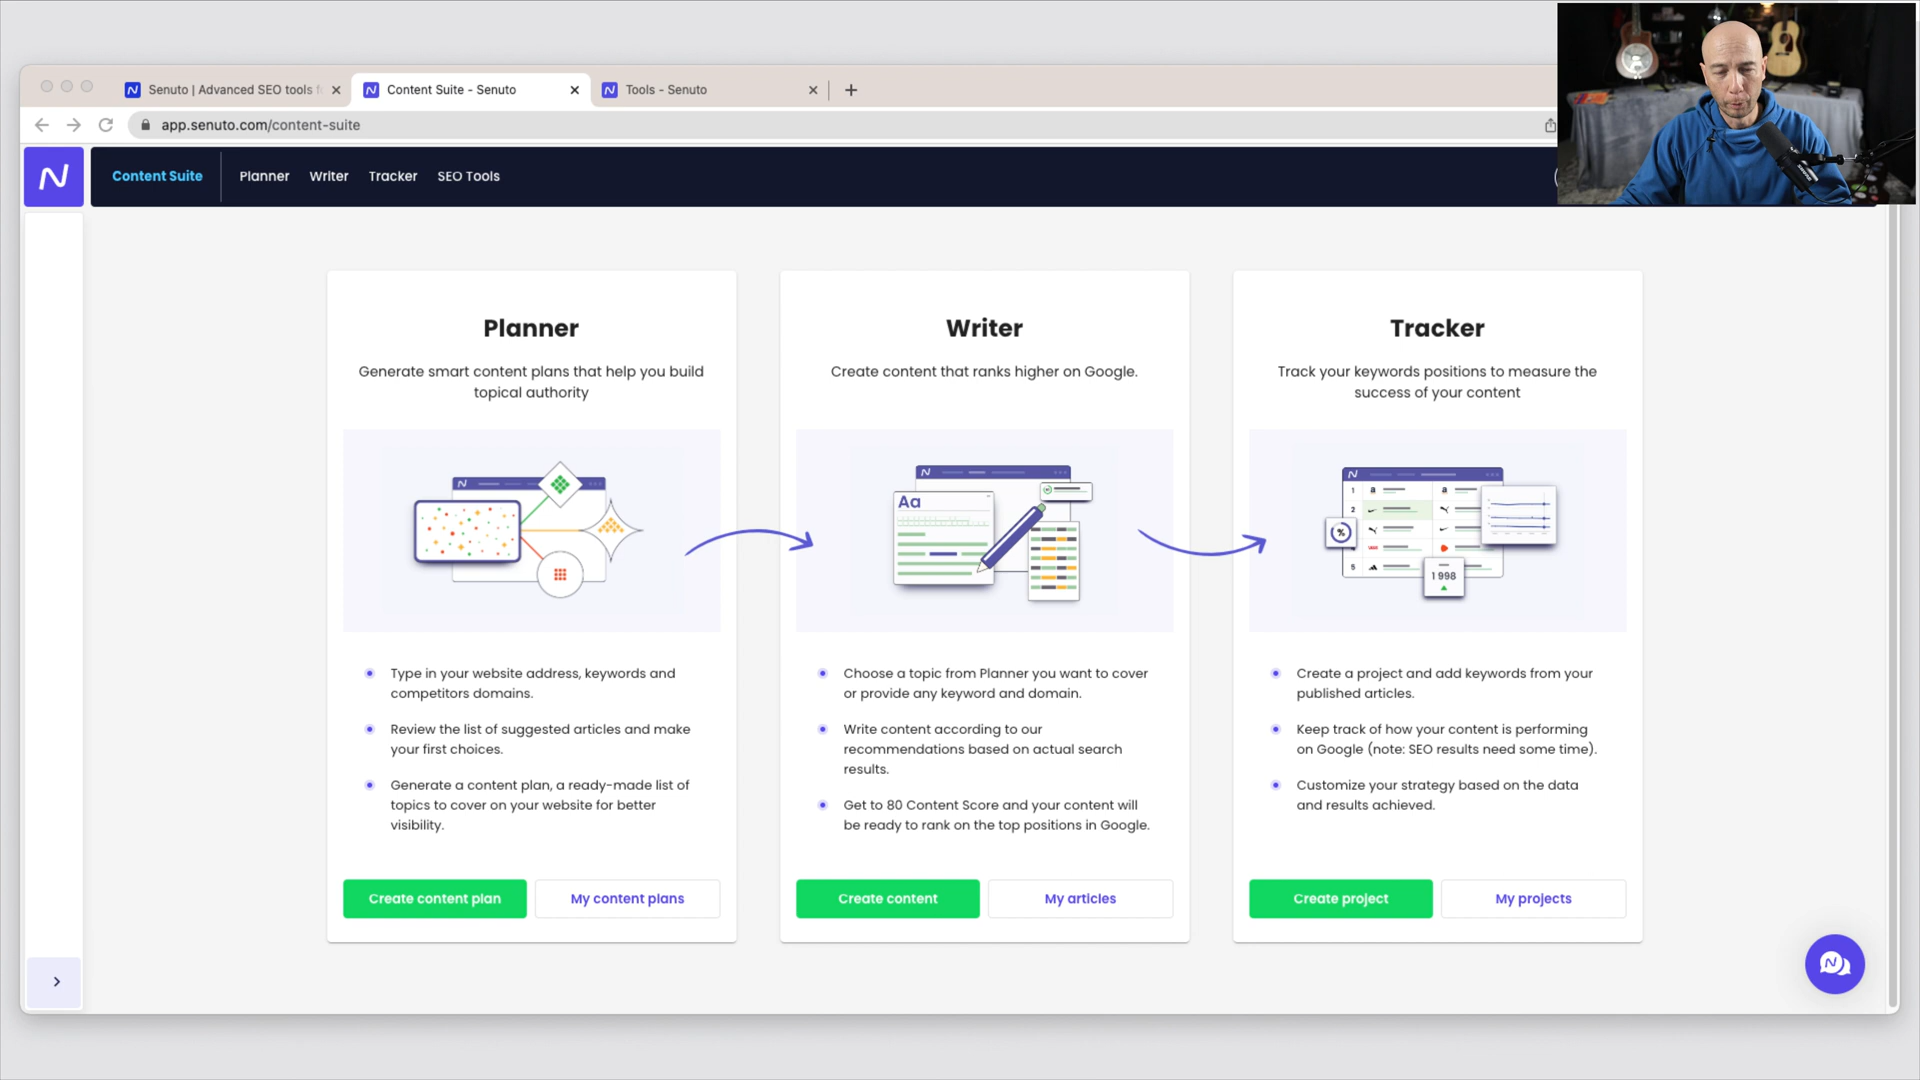 Senuto | Advanced SEO tools f
Content Suite - Senuto
Tools - Senuto
app.senuto.com/content-suite
Content Suite
Planner
Writer
Tracker
SEO Tools
Planner
Generate smart content plans that help you build
topical authority
Type in your website address, keywords and
competitors domains.
Review the list of suggested articles and make
your first choices.
Generate a content plan, a ready-made list of
topics to cover on your website for better
visibility.
Create content plan
My content plans
Writer
Create content that ranks higher on Google.
Aa
Choose a topic from Planner you want to cover
or provide any keyword and domain.
Write content according to our
recommendations based on actual search
results.
Get to 80 Content Score and your content will
be ready to rank on the top positions in Google.
Create content
My articles
Tracker
Track your keywords positions to measure the
success of your content
1
2
%
5
1 998
Create a project and add keywords from your
published articles.
Keep track of how your content is performing
on Google (note: SEO results need some time).
Customize your strategy based on the data
and results achieved.
Create project
My projects